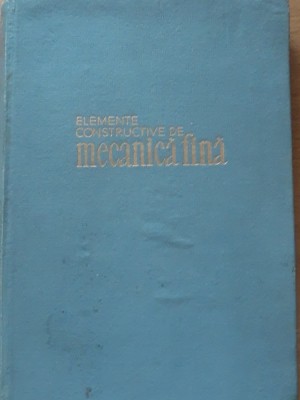 ELEMENTE
CONSTRUCTIVE DE
mecanică fină